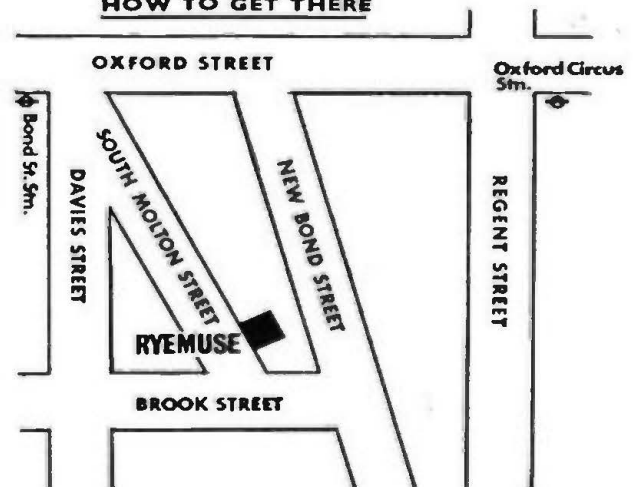 HOW TO GET THERE
OXFORD STREET
Oxford Circus
Stn.
Bond St. Stn.
DAVIES STREET
SOUTH MOLTON STREET
NEW BOND STREET
REGENT STREET
RYEMUSE
BROOK STREET